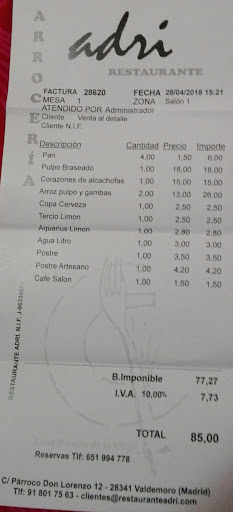 ARROCERÍA
adri
RESTAURANTE
FACTURA 28620 FECHA 28/04/2018 15:21
MESA 1 ZONA Salón 1
ATENDIDO POR Administrador
Cliente Venta al detalle
Cliente N.I.F.
Descripción Cantidad Precio Importe
Pan 4,00 1,50 6,00
Pulpo Braseado 1,00 18,00 18,00
Corazones de alcachofas 1,00 15,00 15,00
Arroz pulpo y gambas 2,00 13,00 26,00
Copa Cerveza 1,00 2,50 2,50
Tercio Limon 1,00 2,50 2,50
Aquarius Limon 1,00 2,80 2,80
Agua Litro 1,00 3,00 3,00
Postre 1,00 3,50 3,50
Postre Artesano 1,00 4,20 4,20
Cafe Salon 1,00 1,50 1,50
RESTAURANTE ADRI. N.I.F.
B.Imponible 77,27
I.V.A. 10,00% 7,73
TOTAL 85,00
Reservas Tlf: 651 994 778
C/ Párroco Don Lorenzo 12 - 28341 Valdemoro (Madrid)
Tlf: 91 801 75 63 - clientes@restauranteadri.com